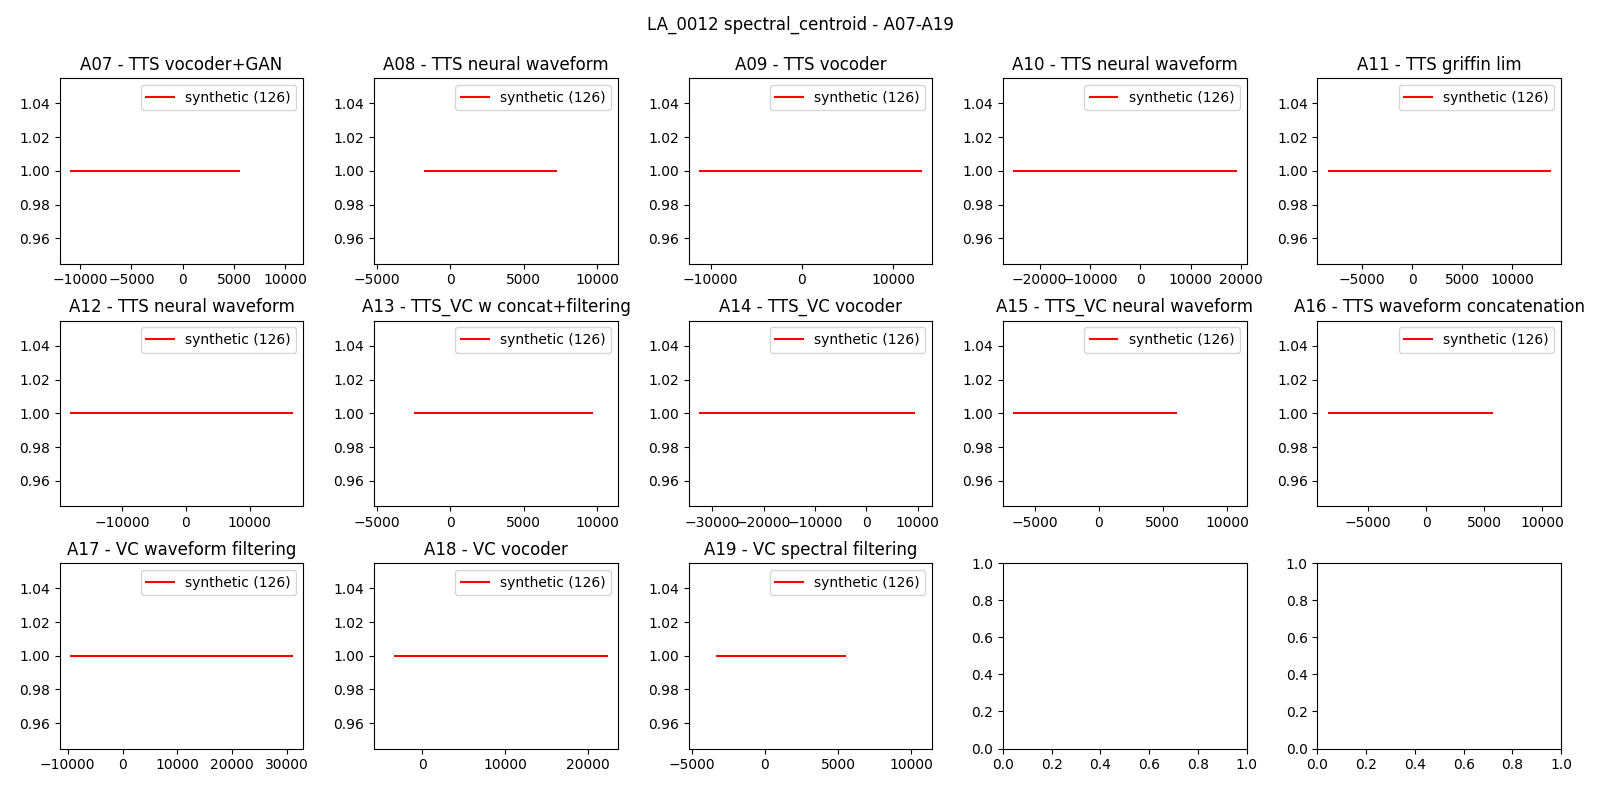 LA_0012 spectral_centroid - A07-A19
A07 - TTS vocoder+GAN
synthetic (126)
1.04
1.02
1.00
0.98
0.96
−10000 −5000 0 5000 10000
A08 - TTS neural waveform
synthetic (126)
1.04
1.02
1.00
0.98
0.96
−5000 0 5000 10000
A09 - TTS vocoder
synthetic (126)
1.04
1.02
1.00
0.98
0.96
−10000 0 10000
A10 - TTS neural waveform
synthetic (126)
1.04
1.02
1.00
0.98
0.96
−20000 −10000 0 10000 20000
A11 - TTS griffin lim
synthetic (126)
1.04
1.02
1.00
0.98
0.96
−5000 0 5000 10000
A12 - TTS neural waveform
synthetic (126)
1.04
1.02
1.00
0.98
0.96
−10000 0 10000
A13 - TTS_VC w concat+filtering
synthetic (126)
1.04
1.02
1.00
0.98
0.96
−5000 0 5000 10000
A14 - TTS_VC vocoder
synthetic (126)
1.04
1.02
1.00
0.98
0.96
−30000 −20000 −10000 0 10000
A15 - TTS_VC neural waveform
synthetic (126)
1.04
1.02
1.00
0.98
0.96
−5000 0 5000 10000
A16 - TTS waveform concatenation
synthetic (126)
1.04
1.02
1.00
0.98
0.96
−5000 0 5000 10000
A17 - VC waveform filtering
synthetic (126)
1.04
1.02
1.00
0.98
0.96
−10000 0 10000 20000 30000
A18 - VC vocoder
synthetic (126)
1.04
1.02
1.00
0.98
0.96
0 10000 20000
A19 - VC spectral filtering
synthetic (126)
1.04
1.02
1.00
0.98
0.96
−5000 0 5000 10000
1.0
0.8
0.6
0.4
0.2
0.0
0.0 0.2 0.4 0.6 0.8 1.0
1.0
0.8
0.6
0.4
0.2
0.0
0.0 0.2 0.4 0.6 0.8 1.0